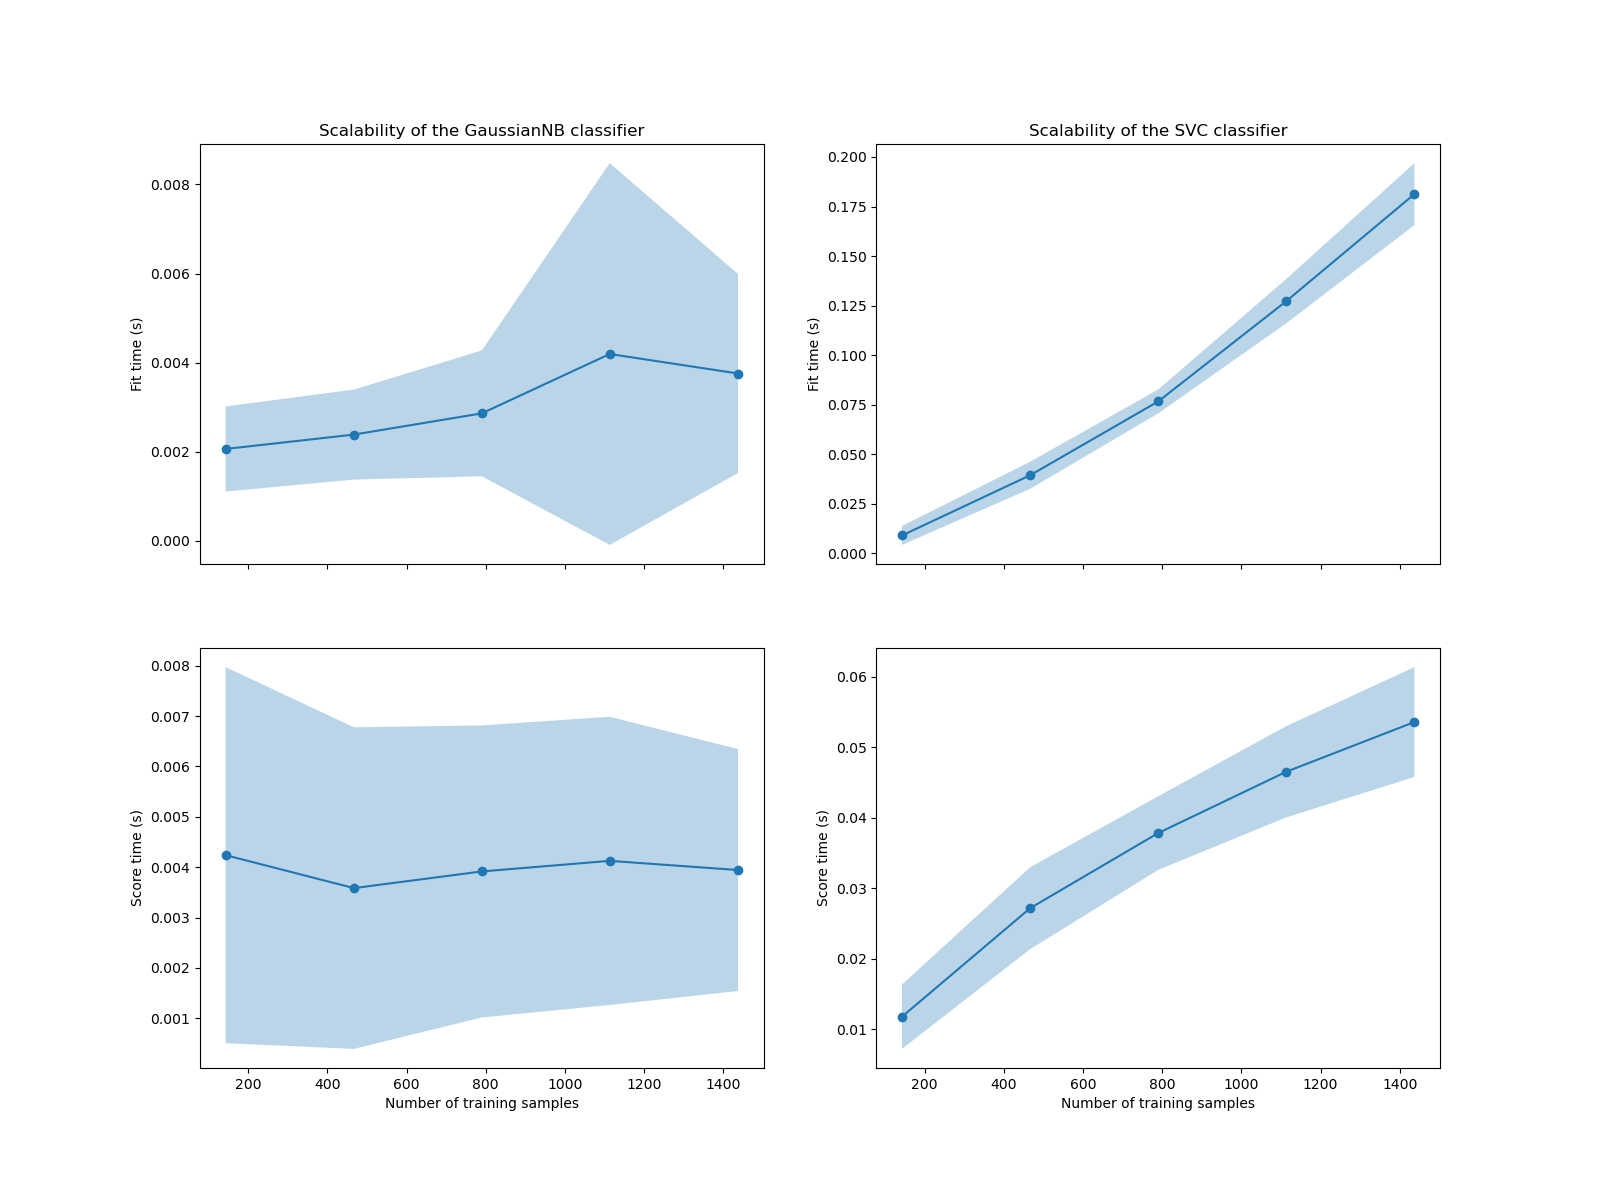 Scalability of the GaussianNB classifier
0.008
0.006
0.004
0.002
0.000
Fit time (s)
Scalability of the SVC classifier
0.200
0.175
0.150
0.125
0.100
0.075
0.050
0.025
0.000
Fit time (s)
0.008
0.007
0.006
0.005
0.004
0.003
0.002
0.001
Score time (s)
200 400 600 800 1000 1200 1400
Number of training samples
0.06
0.05
0.04
0.03
0.02
0.01
Score time (s)
200 400 600 800 1000 1200 1400
Number of training samples